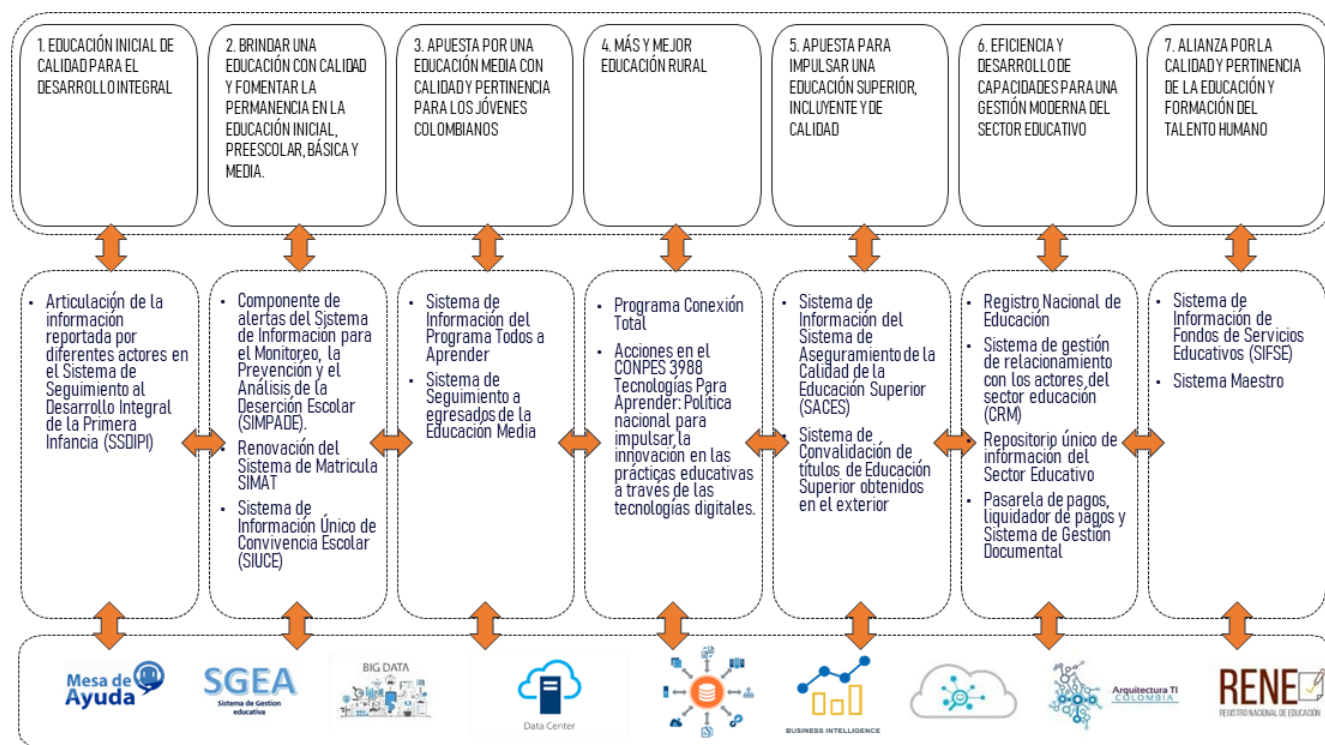 1. EDUCACIÓN INICIAL DE
CALIDAD PARA EL
DESARROLLO INTEGRAL
2. BRINDAR UNA
EDUCACIÓN CON CALIDAD
Y FOMENTAR LA
PERMANENCIA EN LA
EDUCACIÓN INICIAL,
PREESCOLAR, BÁSICA Y
MEDIA.
3. APUESTA POR UNA
EDUCACIÓN MEDIA CON
CALIDAD Y PERTINENCIA
PARA LOS JÓVENES
COLOMBIANOS
4. MÁS Y MEJOR
EDUCACIÓN RURAL
5. APUESTA PARA
IMPULSAR UNA
EDUCACIÓN SUPERIOR,
INCLUYENTE Y DE
CALIDAD
6. EFICIENCIA Y
DESARROLLO DE
CAPACIDADES PARA UNA
GESTIÓN MODERNA DEL
SECTOR EDUCATIVO
7. ALIANZA POR LA
CALIDAD Y PERTINENCIA
DE LA EDUCACIÓN Y
FORMACIÓN DEL
TALENTO HUMANO
• Articulación de la
información
reportada por
diferentes actores en
el Sistema de
Seguimiento al
Desarrollo Integral
de la Primera
Infancia (SSDIPI)
• Componente de
alertas del Sistema
de Información para
el Monitoreo, la
Prevención y el
Análisis de la
Deserción Escolar
(SIMPADE).
• Renovación del
Sistema de Matricula
SIMAT
• Sistema de
Información Único de
Convivencia Escolar
(SIUCE)
• Sistema de
Información del
Programa Todos a
Aprender
• Sistema de
Seguimiento a
egresados de la
Educación Media
• Programa Conexión
Total
• Acciones en el
CONPES 3988
Tecnologías Para
Aprender: Política
nacional para
impulsar la
innovación en las
prácticas educativas
a través de las
tecnologías digitales.
• Sistema de
Información del
Sistema de
Aseguramiento de la
Calidad de la
Educación Superior
(SACES)
• Sistema de
Convalidación de
títulos de Educación
Superior obtenidos
en el exterior
• Registro Nacional de
Educación
• Sistema de gestión
de relacionamiento
con los actores del
sector educación
(CRM)
• Repositorio único de
información del
Sector Educativo
• Pasarela de pagos,
liquidador de pagos y
Sistema de Gestión
Documental
• Sistema de
Información de
Fondos de Servicios
Educativos (SIFSE)
• Sistema Maestro
Mesa de
Ayuda
SGEA
Sistema de Gestion
educativa
BIG DATA
Data Center
BUSINESS INTELLIGENCE
Arquitectura TI
COLOMBIA
RENE
REGISTRO NACIONAL DE EDUCACIÓN